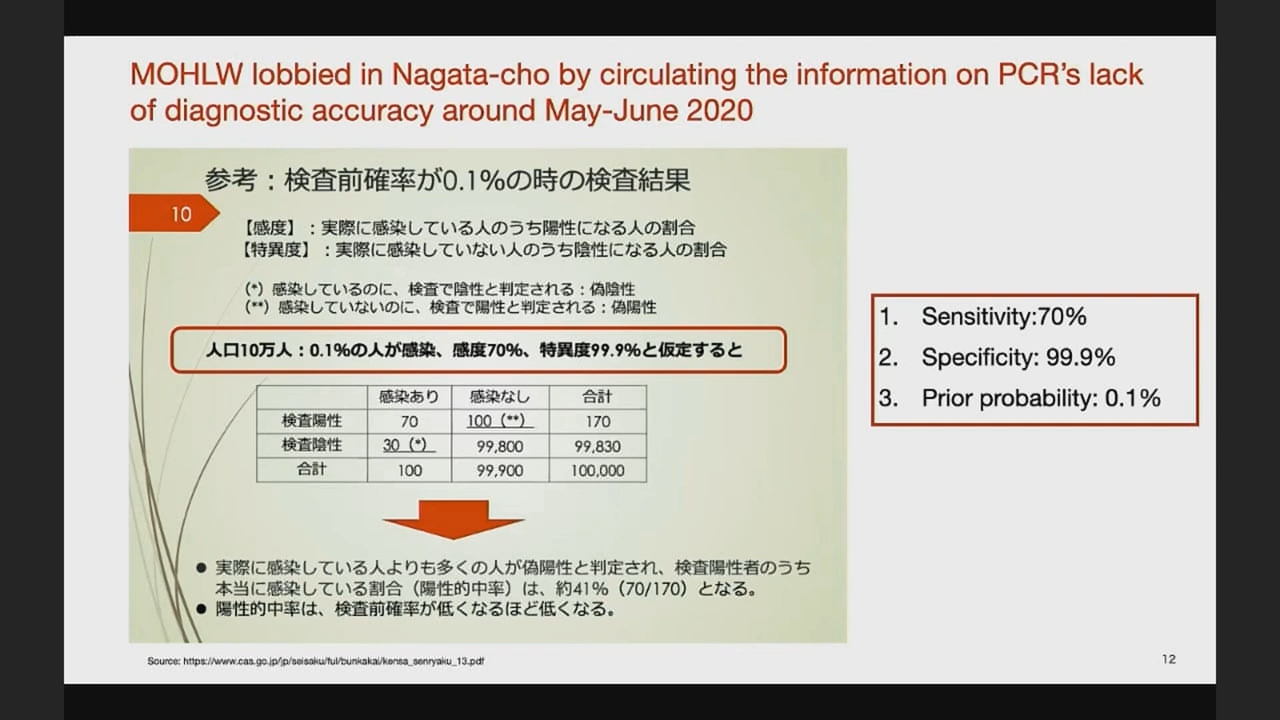 MOHLW lobbied in Nagata-cho by circulating the information on PCR's lack
of diagnostic accuracy around May-June 2020
参考：検査前確率が0.1%の時の検査結果
10
【感度】：実際に感染している人のうち陽性になる人の割合
【特異度】：実際に感染していない人のうち陰性になる人の割合
（*）感染しているのに、検査で陰性と判定される：偽陰性
（**）感染していないのに、検査で陽性と判定される：偽陽性
人口10万人：0.1%の人が感染、感度70%、特異度99.9%と仮定すると
感染あり 感染なし 合計
検査陽性 70 100（**） 170
検査陰性 30（*） 99,800 99,830
合計 100 99,900 100,000
● 実際に感染している人よりも多くの人が偽陽性と判定され、検査陽性者のうち
本当に感染している割合（陽性的中率）は、約41%（70/170）となる。
● 陽性的中率は、検査前確率が低くなるほど低くなる。
1. Sensitivity:70%
2. Specificity: 99.9%
3. Prior probability: 0.1%
Source: https://www.cas.go.jp/jp/seisaku/ful/bunkakai/kensa_senryaku_13.pdf
12